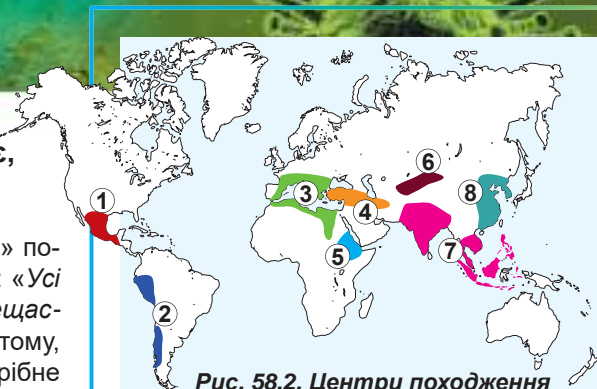 є,
» по-
«Усі
ещас-
тому,
рібне
1
2
3
4
5
6
7
8
Рис. 58.2. Центри походження